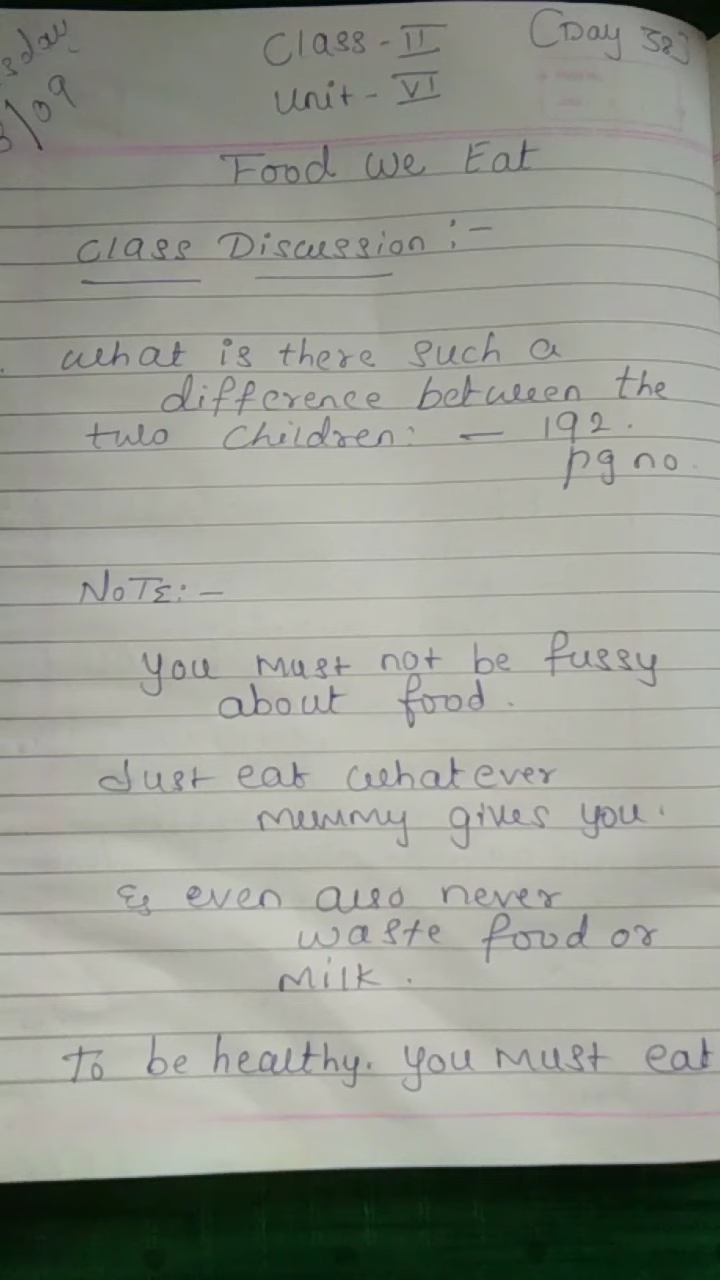 Class - II
[Day 38]
Unit - VI
Food We Eat
Class Discussion :-
what is there such a
difference between the
two children: - 192.
pg no.
NOTE: -
you must not be fussy
about food.
Just eat whatever
mummy gives you.
& even also never
waste food or
milk.
To be healthy. you must eat